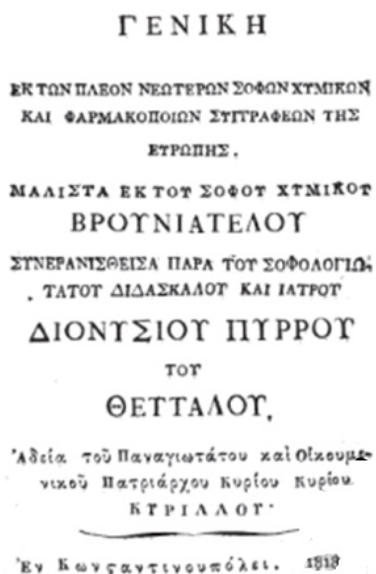 ΓΕΝΙΚΗ
ΕΚ ΤΩΝ ΠΛΕΟΝ ΝΕΩΤΕΡΩΝ ΣΟΦΩΝ ΧΥΜΙΚΩΝ
ΚΑΙ ΦΑΡΜΑΚΟΠΟΙΩΝ ΣΥΓΓΡΑΦΕΩΝ ΤΗΣ
ΕΥΡΩΠΗΣ.
ΜΑΛΙΣΤΑ ΕΚ ΤΟΥ ΣΟΦΟΥ ΧΥΜΙΚΟΥ
ΒΡΟΥΝΙΑΤΕΛΟΥ
ΣΥΝΕΡΑΝΙΣΘΕΙΣΑ ΠΑΡΑ ΤΟΥ ΣΟΦΟΛΟΓΙΩ-
ΤΑΤΟΥ ΔΙΔΑΣΚΑΛΟΥ ΚΑΙ ΙΑΤΡΟΥ
ΔΙΟΝΥΣΙΟΥ ΠΥΡΡΟΥ
ΤΟΥ
ΘΕΤΤΑΛΟΥ,
Ἀδεία τοῦ Παναγιωτάτου καὶ Οἰκουμε-
νικοῦ Πατριάρχου Κυρίου Κυρίου
ΚΥΡΙΛΛΟΥ·
Ἐν Κωνϛαντινουπόλει. 1818